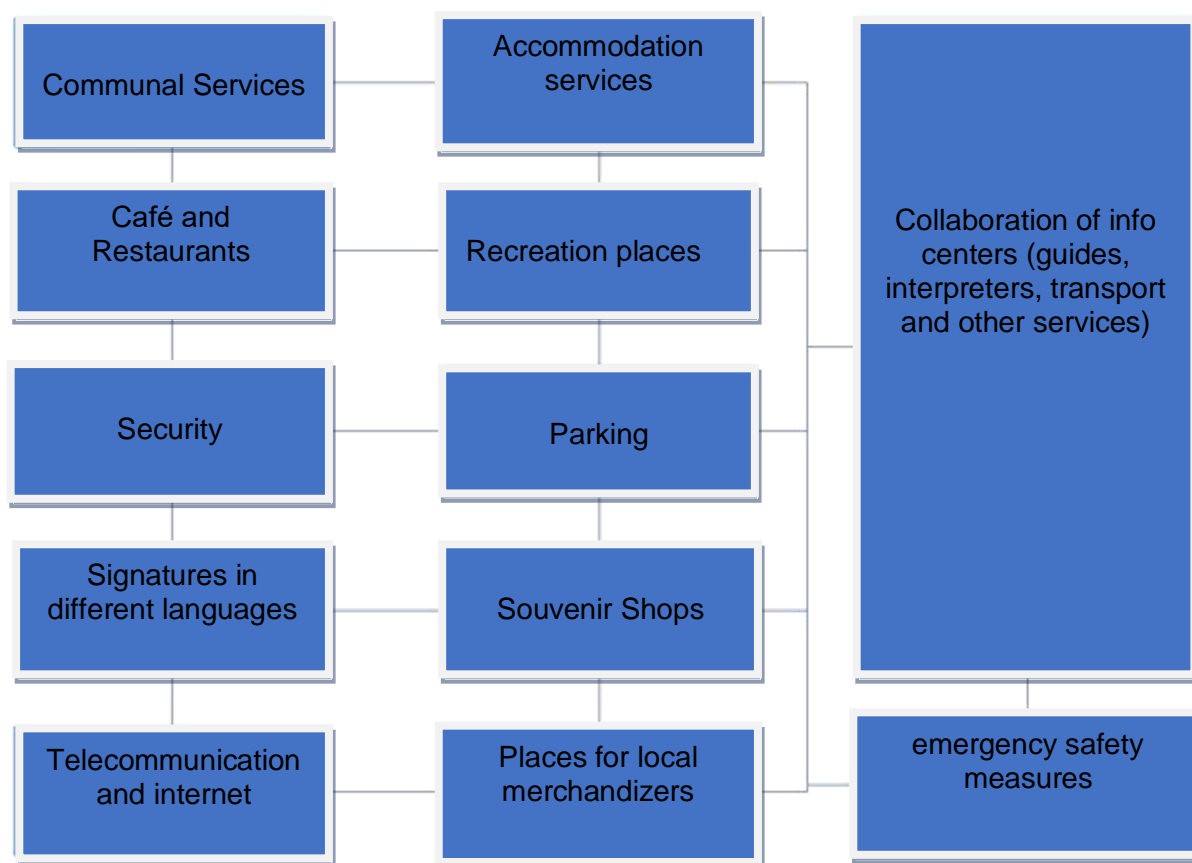 Communal Services
Accommodation
services
Café and
Restaurants
Recreation places
Collaboration of info
centers (guides,
interpreters, transport
and other services)
Security
Parking
Signatures in
different languages
Souvenir Shops
Telecommunication
and internet
Places for local
merchandizers
emergency safety
measures